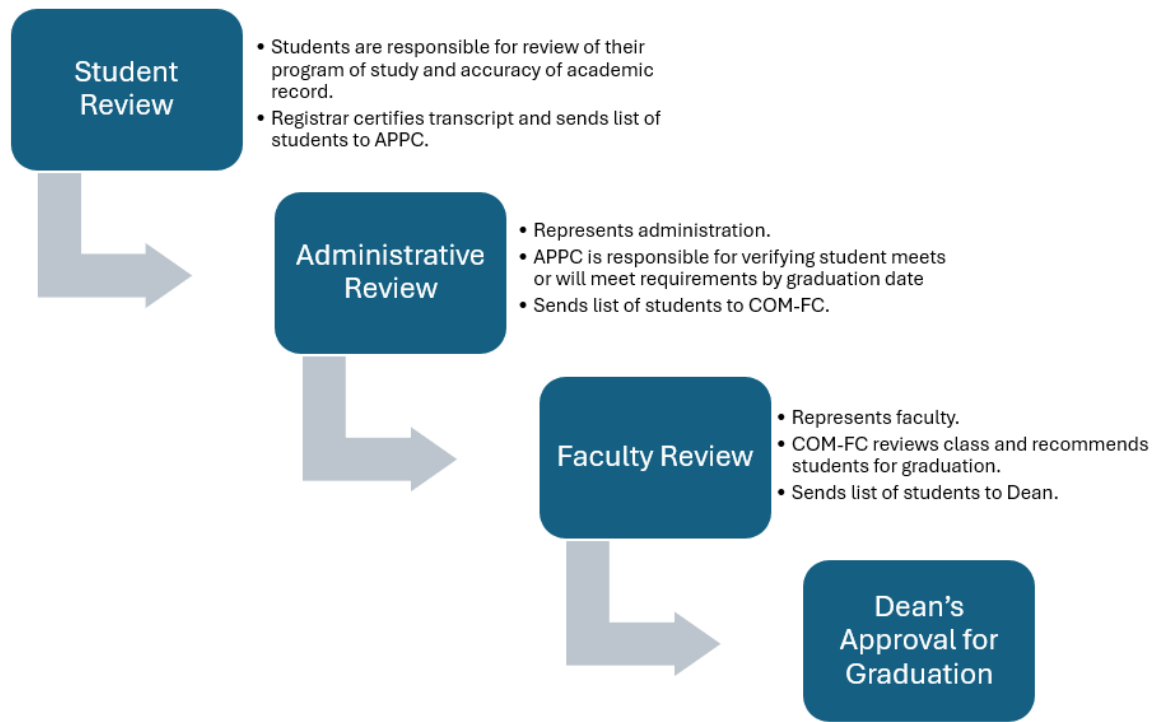 Student
Review
• Students are responsible for review of their
program of study and accuracy of academic
record.
• Registrar certifies transcript and sends list of
students to APPC.
Administrative
Review
• Represents administration.
• APPC is responsible for verifying student meets
or will meet requirements by graduation date
• Sends list of students to COM-FC.
Faculty Review
• Represents faculty.
• COM-FC reviews class and recommends
students for graduation.
• Sends list of students to Dean.
Dean’s
Approval for
Graduation